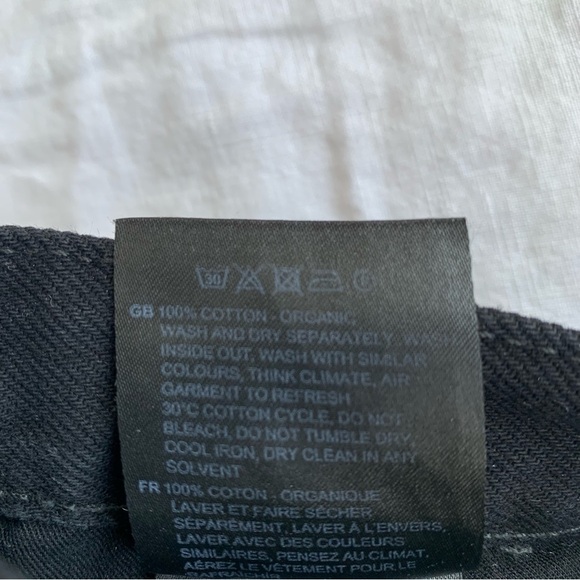 30
GB 100% COTTON - ORGANIC,
WASH AND DRY SEPARATELY, WASH
INSIDE OUT, WASH WITH SIMILAR
COLOURS, THINK CLIMATE, AIR
GARMENT TO REFRESH
30°C COTTON CYCLE, DO NOT
BLEACH, DO NOT TUMBLE DRY,
COOL IRON, DRY CLEAN IN ANY
SOLVENT
FR 100% COTON - ORGANIQUE
LAVER ET FAIRE SÉCHER
SÉPARÉMENT, LAVER À L'ENVERS,
LAVER AVEC DES COULEURS
SIMILAIRES, PENSEZ AU CLIMAT.
AÉREZ LE VÊTEMENT POUR LE